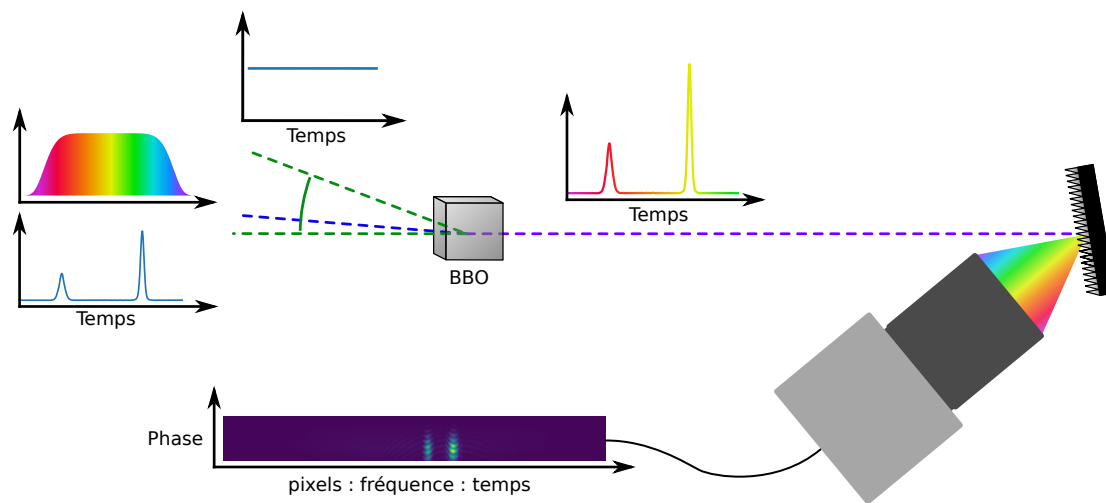 Temps
Temps
Temps
BBO
Phase
pixels : fréquence : temps